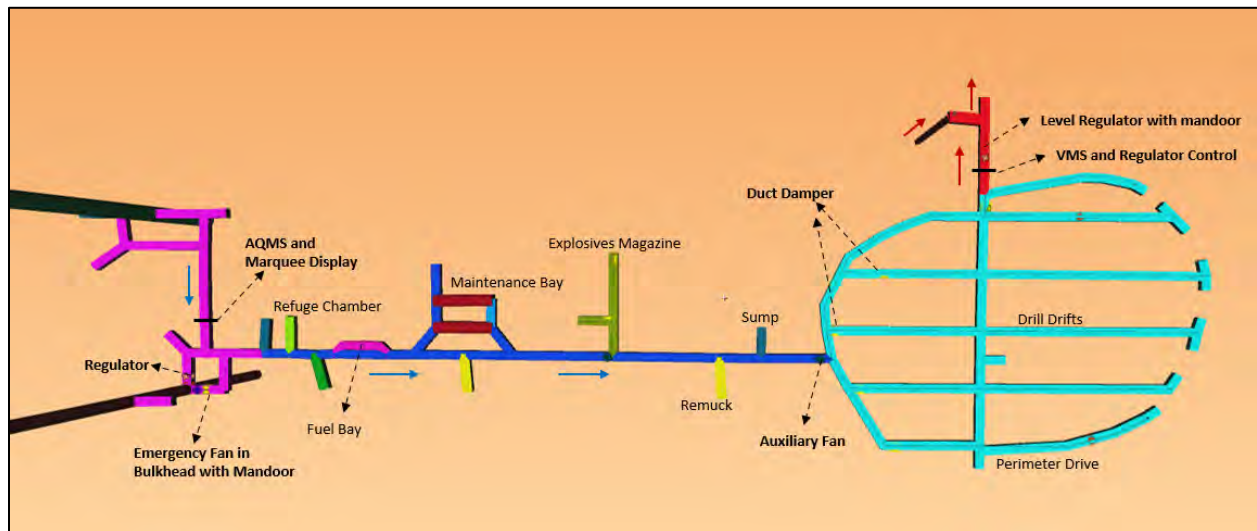 Level Regulator with mandoor
VMS and Regulator Control
Duct Damper
AQMS and
Marquee Display
Explosives Magazine
Maintenance Bay
Refuge Chamber
Sump
Drill Drifts
Regulator
Fuel Bay
Remuck
Auxiliary Fan
Emergency Fan in
Bulkhead with Mandoor
Perimeter Drive